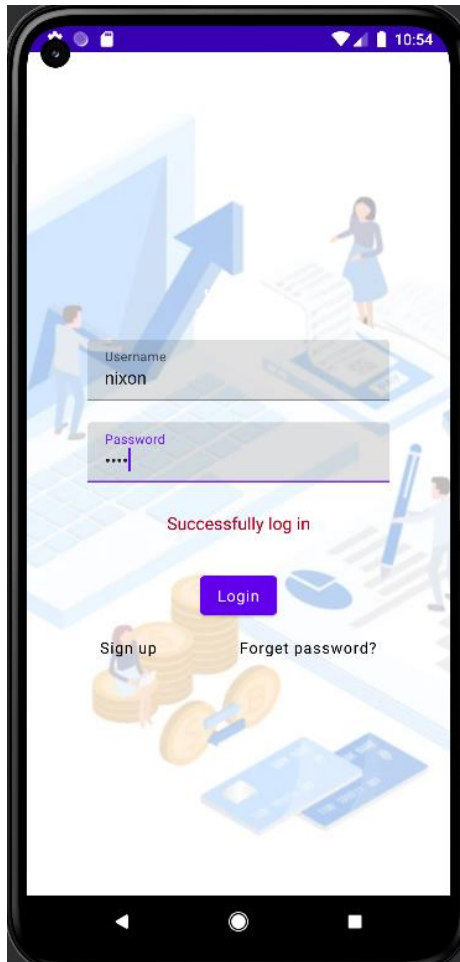 10:54
Username
nixon
Password
••••
Successfully log in
Login
Sign up Forget password?